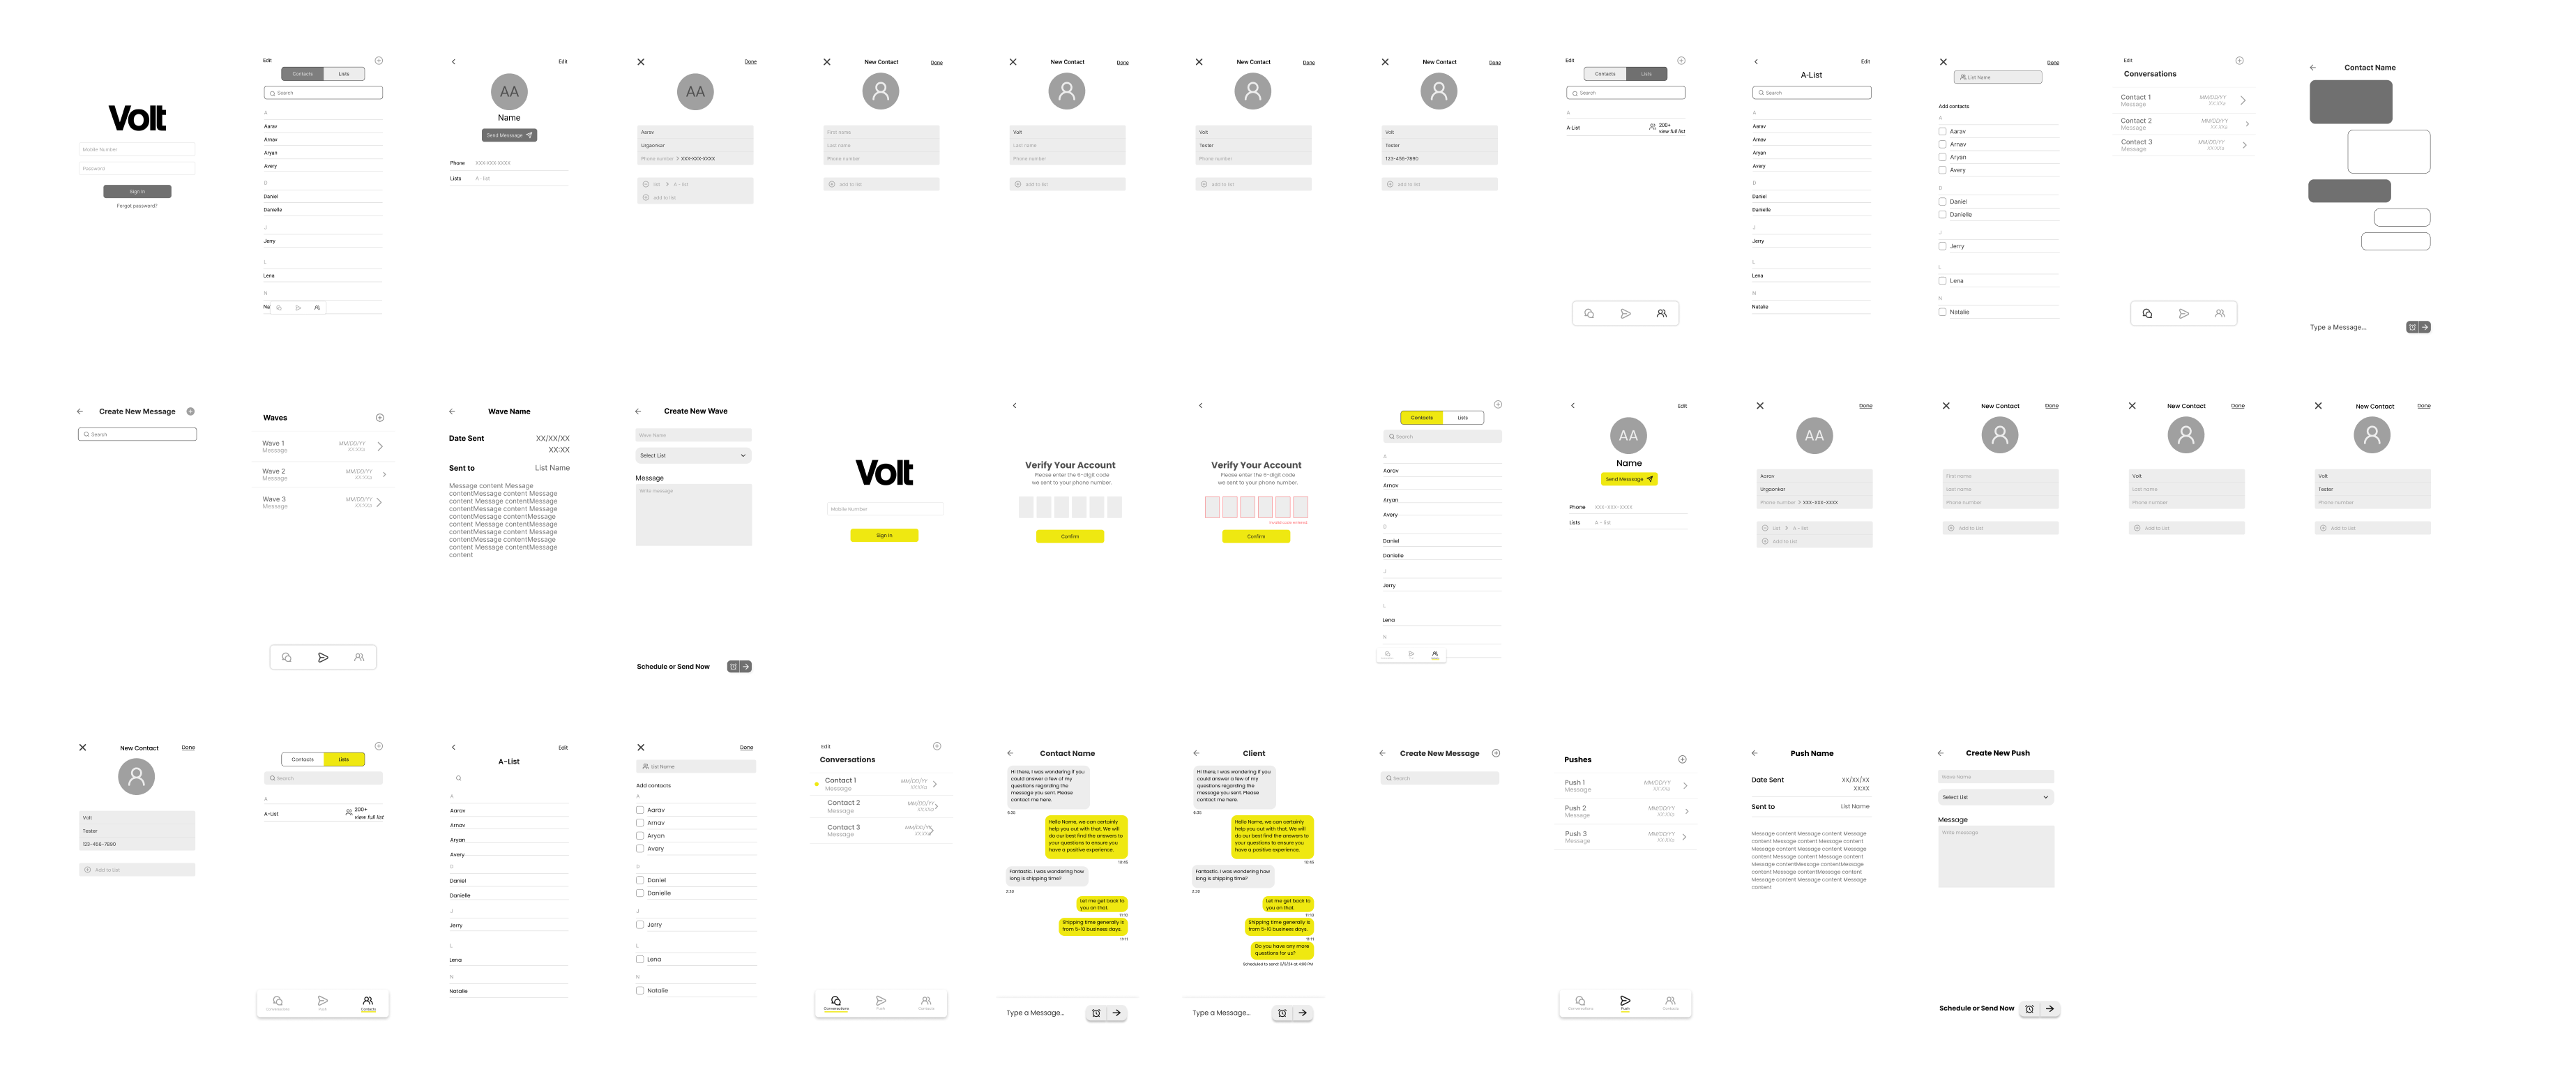 Volt
Mobile Number
Password
Sign in
Forgot password?
Edit
Contacts
Lists
Search
A
Aarav
Arnav
Aryan
Avery
D
Daniel
Danielle
J
Jerry
L
Lena
N
Na
Edit
AA
Name
Send Message
Phone
XXX-XXX-XXXX
Lists
A - list
Done
AA
Aarav
Urgaonkar
Phone number
XXX-XXX-XXXX
list
A - list
add to list
New Contact
Done
First name
Last name
Phone number
add to list
New Contact
Done
Volt
Last name
Phone number
add to list
New Contact
Done
Volt
Tester
Phone number
add to list
New Contact
Done
Volt
Tester
123-456-7890
add to list
Edit
Contacts
Lists
Search
A
A-List
200+
view full list
Edit
A-List
Search
A
Aarav
Arnav
Aryan
Avery
D
Daniel
Danielle
J
Jerry
L
Lena
N
Natalie
Done
List Name
Add contacts
A
Aarav
Arnav
Aryan
Avery
D
Daniel
Danielle
J
Jerry
L
Lena
N
Natalie
Edit
Conversations
Contact 1
MM/DD/YY
Message
XX:XXa
Contact 2
MM/DD/YY
Message
XX:XXa
Contact 3
MM/DD/YY
Message
XX:XXa
Contact Name
Type a Message...
Create New Message
Search
Waves
Wave 1
MM/DD/YY
Message
XX:XXa
Wave 2
MM/DD/YY
Message
XX:XXa
Wave 3
MM/DD/YY
Message
XX:XXa
Wave Name
Date Sent
XX/XX/XX
XX:XX
Sent to
List Name
Message content Message
contentMessage content Message
content Message contentMessage
content Message contentMessage
contentMessage contentMessage
content Message contentMessage
content Message contentMessage
contentMessage contentMessage
content Message contentMessage
content
Create New Wave
Wave Name
Select List
Message
Write message
Schedule or Send Now
Volt
Mobile Number
Sign in
Verify Your Account
Please enter the 6-digit code
we sent to your phone number.
Confirm
Verify Your Account
Please enter the 6-digit code
we sent to your phone number.
Invalid code entered.
Confirm
Contacts
Lists
Search
A
Aarav
Arnav
Aryan
Avery
D
Daniel
Danielle
J
Jerry
L
Lena
N
Edit
AA
Name
Send Message
Phone
XXX-XXX-XXXX
Lists
A - list
Done
AA
Aarav
Urgaonkar
Phone number
XXX-XXX-XXXX
List
A - list
Add to List
New Contact
Done
First name
Last name
Phone number
Add to List
New Contact
Done
Volt
Last name
Phone number
Add to List
New Contact
Done
Volt
Tester
Phone number
Add to List
New Contact
Done
Volt
Tester
123-456-7890
Add to List
Contacts
Lists
Search
A
A-List
200+
view full list
Conversations
Push
Contacts
Edit
A-List
A
Aarav
Arnav
Aryan
Avery
D
Daniel
Danielle
J
Jerry
L
Lena
N
Natalie
Done
List Name
Add contacts
A
Aarav
Arnav
Aryan
Avery
D
Daniel
Danielle
J
Jerry
L
Lena
N
Natalie
Edit
Conversations
Contact 1
MM/DD/YY
Message
XX:XXa
Contact 2
MM/DD/YY
Message
XX:XXa
Contact 3
MM/DD/YY
Message
XX:XXa
Conversations
Push
Contacts
Contact Name
Hi there, I was wondering if you
could answer a few of my
questions regarding the
message you sent. Please
contact me here.
Hello Name, we can certainly
help you out with that. We will
do our best find the answers to
your questions to ensure you
have a positive experience.
10:45
Fantastic, I was wondering how
long is shipping time?
Let me get back to
you on that.
11:10
Shipping time generally is
from 5-10 business days.
11:11
Type a Message...
Client
Hi there, I was wondering if you
could answer a few of my
questions regarding the
message you sent. Please
contact me here.
Hello Name, we can certainly
help you out with that. We will
do our best find the answers to
your questions to ensure you
have a positive experience.
10:45
Fantastic, I was wondering how
long is shipping time?
Let me get back to
you on that.
11:10
Shipping time generally is
from 5-10 business days.
11:11
Do you have any more
questions for us?
Type a Message...
Create New Message
Search
Pushes
Push 1
MM/DD/YY
Message
XX:XXa
Push 2
MM/DD/YY
Message
XX:XXa
Push 3
MM/DD/YY
Message
XX:XXa
Conversations
Push
Contacts
Push Name
Date Sent
XX/XX/XX
XX:XX
Sent to
List Name
Message content Message content Message
content Message content Message content
Message content Message content Message
content Message content Message content
Message contentMessage contentMessage
content Message contentMessage content
Message content Message content Message
content
Create New Push
Wave Name
Select List
Message
Write message
Schedule or Send Now